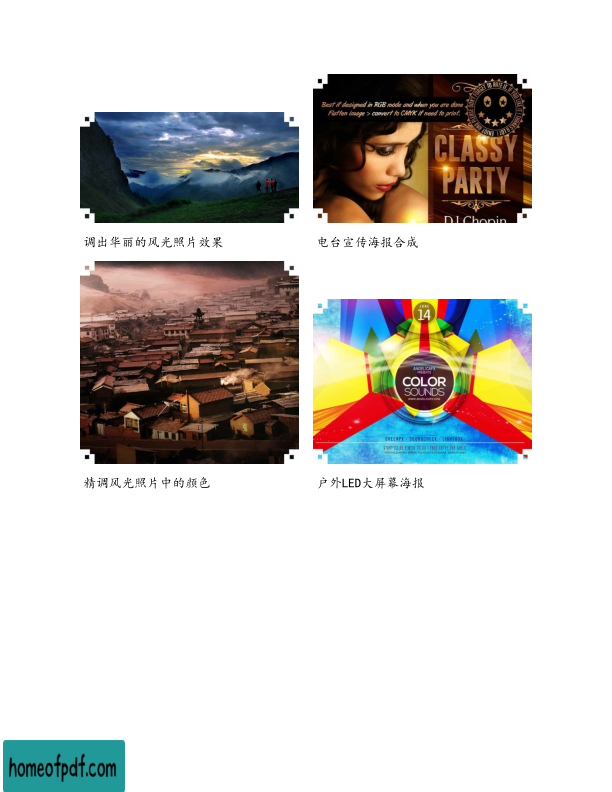 Best if designed in RGB mode and when you are done
Flatten image > convert to CMYK if need to print.
CLASSY
PARTY
DJ Chopin
调出华丽的风光照片效果
电台宣传海报合成
JUNE
14
ANGELICAFX
PRESENTS
COLOR
SOUNDS
精调风光照片中的颜色
户外LED大屏幕海报
homeofpdf.com